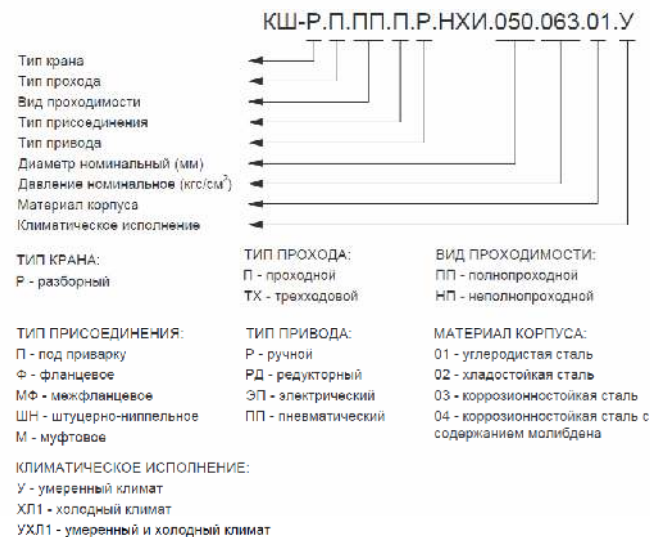 КШ-Р.П.ПП.П.Р.НХИ.050.063.01.У
Тип крана
Тип прохода
Вид проходимости
Тип присоединения
Тип привода
Диаметр номинальный (мм)
Давление номинальное (кгс/см²)
Материал корпуса
Климатическое исполнение
ТИП КРАНА:
Р - разборный
ТИП ПРОХОДА:
П - проходной
ТХ - трехходовой
ВИД ПРОХОДИМОСТИ:
ПП - полнопроходной
НП - неполнопроходной
ТИП ПРИСОЕДИНЕНИЯ:
П - под приварку
Ф - фланцевое
МФ - межфланцевое
ШН - штуцерно-ниппельное
М - муфтовое
ТИП ПРИВОДА:
Р - ручной
РД - редукторный
ЭП - электрический
ПП - пневматический
МАТЕРИАЛ КОРПУСА:
01 - углеродистая сталь
02 - хладостойкая сталь
03 - коррозионностойкая сталь
04 - коррозионностойкая сталь с
содержанием молибдена
КЛИМАТИЧЕСКОЕ ИСПОЛНЕНИЕ:
У - умеренный климат
ХЛ1 - холодный климат
УХЛ1 - умеренный и холодный климат